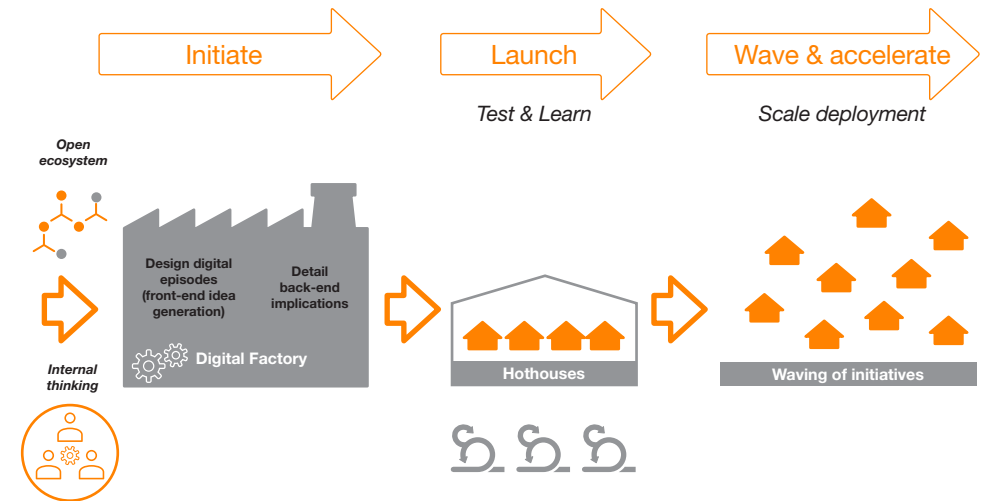 Initiate
Launch
Wave & accelerate
Test & Learn
Scale deployment
Open
ecosystem
Design digital
episodes
(front-end idea
generation)
Detail
back-end
implications
Digital Factory
Internal
thinking
Hothouses
Waving of initiatives